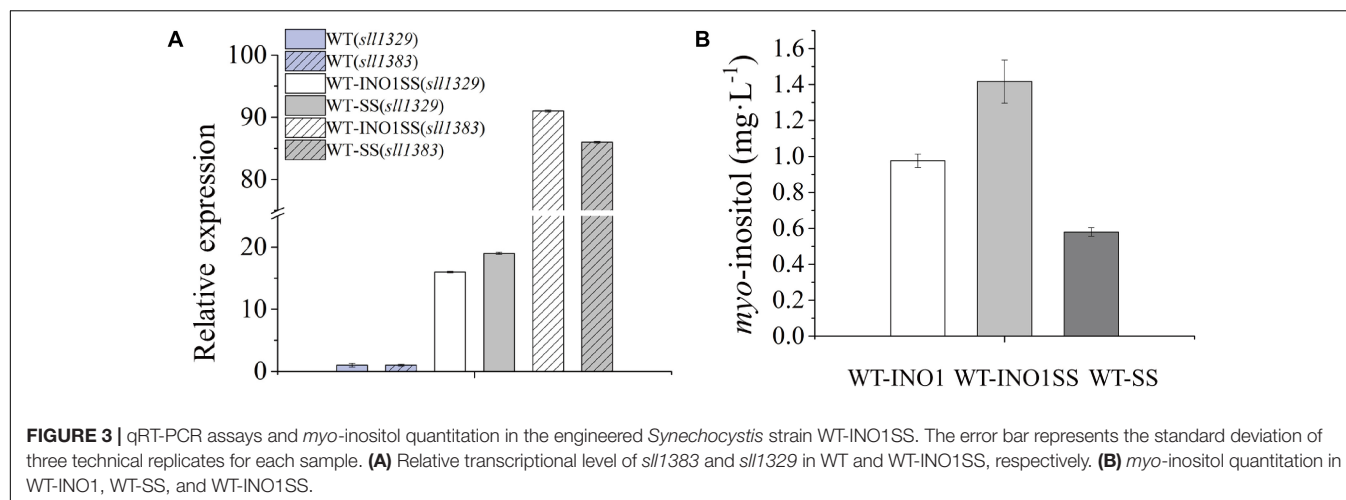 A
WT(sll1329)
WT(sll1383)
WT-INO1SS(sll1329)
WT-SS(sll1329)
WT-INO1SS(sll1383)
WT-SS(sll1383)
Relative expression
100
90
80
20
10
0
B
myo-inositol (mg·L⁻¹)
1.6
1.4
1.2
1.0
0.8
0.6
0.4
0.2
0.0
WT-INO1 WT-INO1SS WT-SS
FIGURE 3 | qRT-PCR assays and myo-inositol quantitation in the engineered Synechocystis strain WT-INO1SS. The error bar represents the standard deviation of
three technical replicates for each sample. (A) Relative transcriptional level of sll1383 and sll1329 in WT and WT-INO1SS, respectively. (B) myo-inositol quantitation in
WT-INO1, WT-SS, and WT-INO1SS.